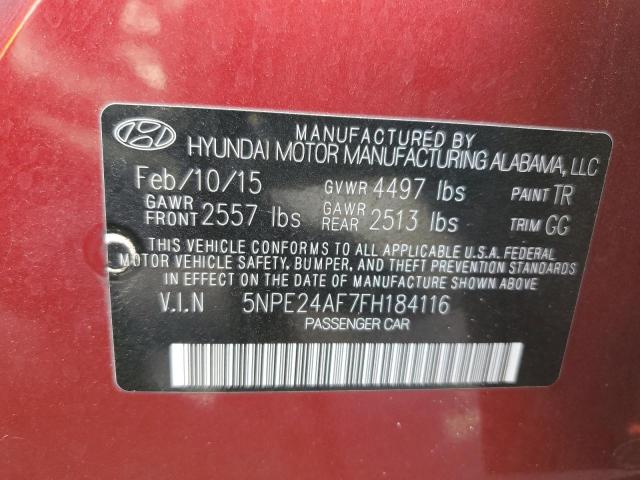 MANUFACTURED BY
HYUNDAI MOTOR MANUFACTURING ALABAMA, LLC
Feb/10/15 GVWR 4497 lbs PAINT TR
GAWR FRONT 2557 lbs GAWR REAR 2513 lbs TRIM GG
THIS VEHICLE CONFORMS TO ALL APPLICABLE U.S.A. FEDERAL
MOTOR VEHICLE SAFETY, BUMPER, AND THEFT PREVENTION STANDARDS
IN EFFECT ON THE DATE OF MANUFACTURE SHOWN ABOVE.
V.I.N 5NPE24AF7FH184116
PASSENGER CAR